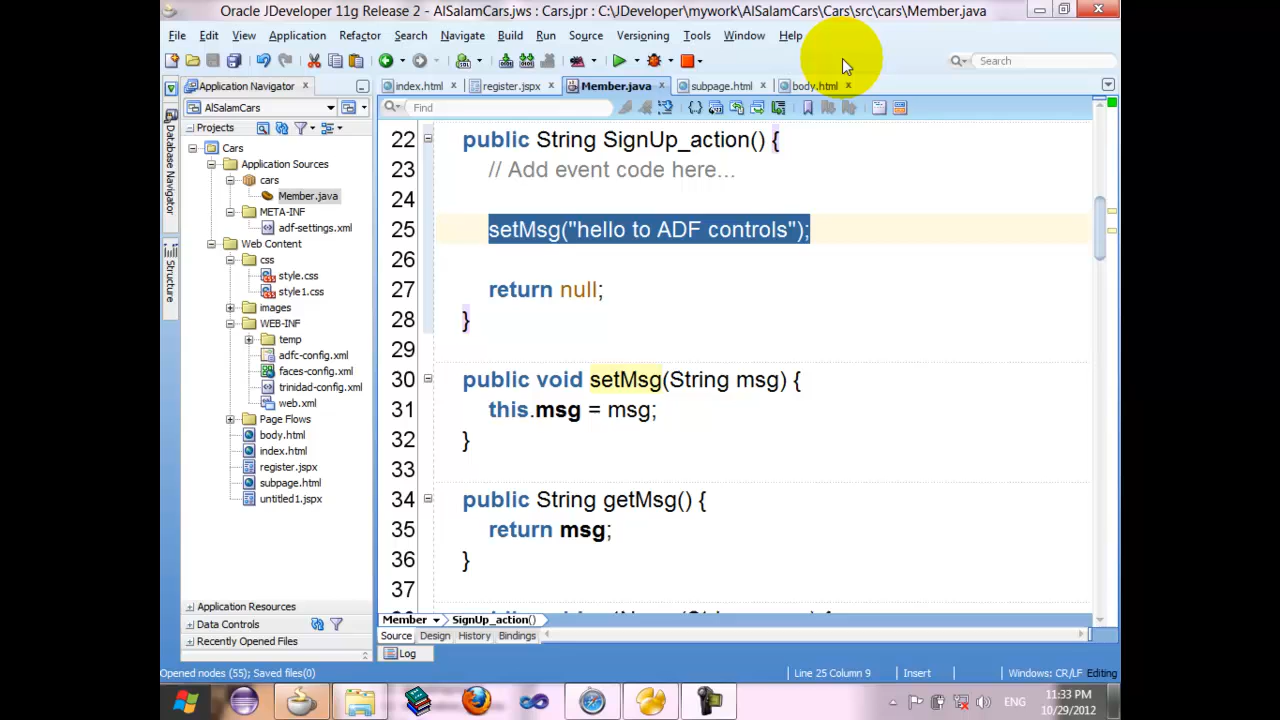 Oracle JDeveloper 11g Release 2 - AlSalamCars.jws : Cars.jpr : C:\JDeveloper\mywork\AlSalamCars\Cars\src\cars\Member.java
File Edit View Application Refactor Search Navigate Build Run Source Versioning Tools Window Help
Search
Application Navigator
index.html register.jspx Member.java subpage.html body.html
AlSalamCars
Find
Projects
Database Navigator
Structure
Cars
Application Sources
cars
Member.java
META-INF
adf-settings.xml
Web Content
css
style.css
style1.css
images
WEB-INF
temp
adfc-config.xml
faces-config.xml
trinidad-config.xml
web.xml
Page Flows
body.html
index.html
register.jspx
subpage.html
untitled1.jspx
Application Resources
Data Controls
Recently Opened Files
22 public String SignUp_action() {
23 // Add event code here...
24
25 setMsg("hello to ADF controls");
26
27 return null;
28 }
29
30 public void setMsg(String msg) {
31 this.msg = msg;
32 }
33
34 public String getMsg() {
35 return msg;
36 }
37
Member SignUp_action()
Source Design History Bindings
Log
Opened nodes (55); Saved files(0)
Line 25 Column 9 Insert Windows: CR/LF Editing
ENG
11:33 PM
10/29/2012